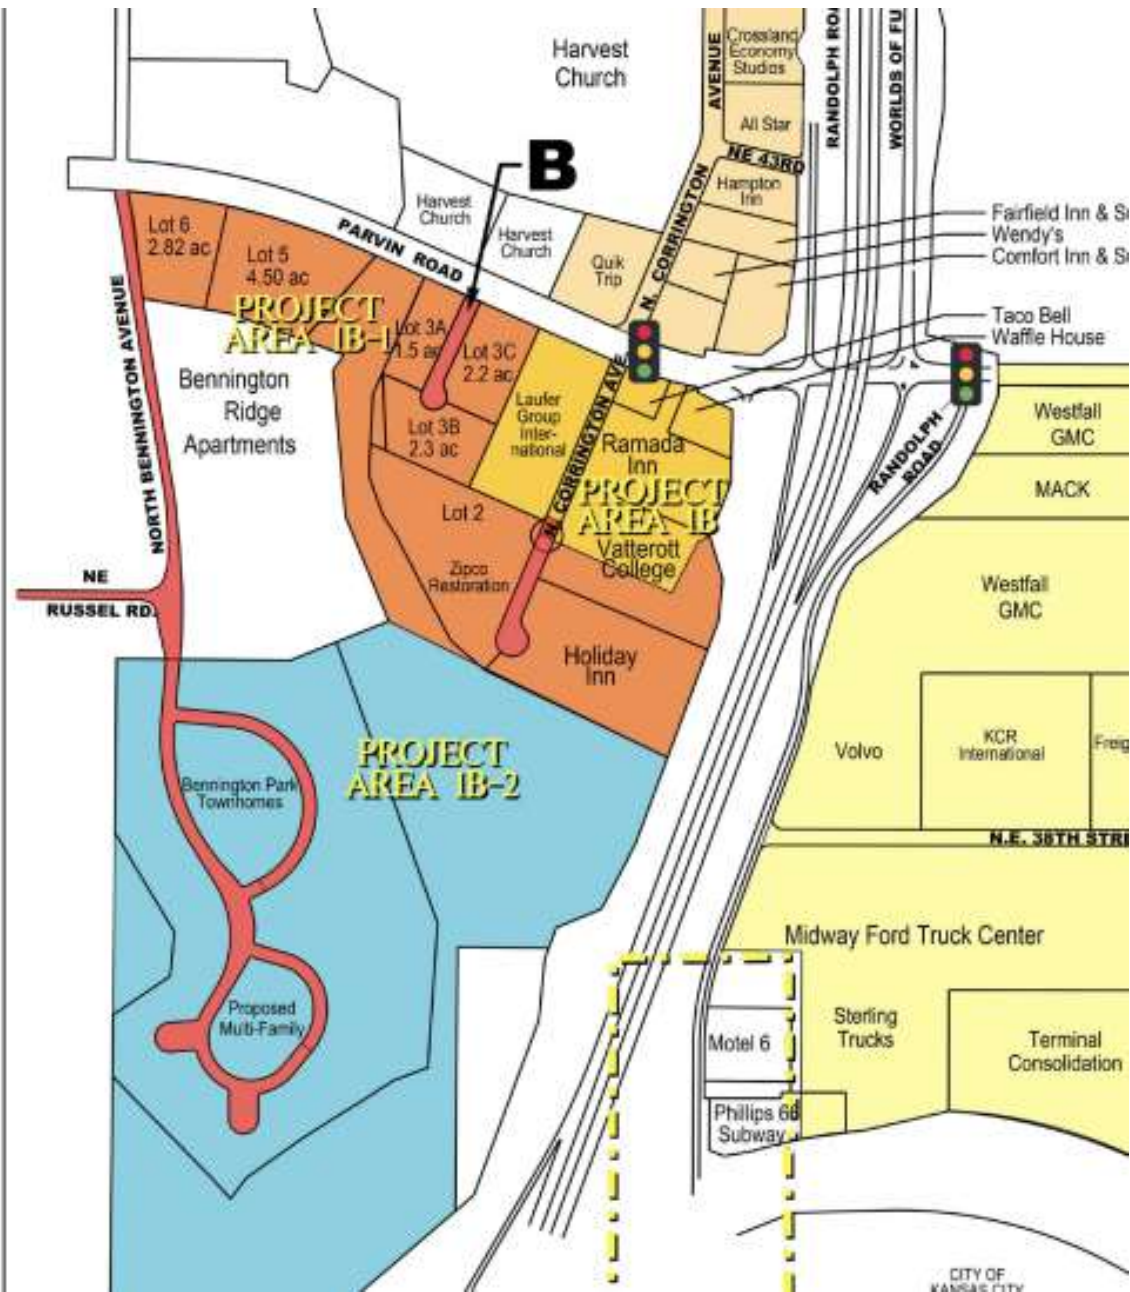 Harvest
Church
Crossland
Economy
Studios
AVENUE
RANDOLPH
WORLDS OF
All Star
NE 43RD
B
Hampton
Inn
Harvest
Church
Harvest
Church
Fairfield Inn &
Wendy's
Comfort Inn &
N. CORRINGTON
Quik
Trip
PARVIN ROAD
Lot 6
2.82 ac
Lot 5
4.50 ac
PROJECT
AREA IB-1
Lot 3A
1.5 ac
Lot 3C
2.2 ac
Taco Bell
Waffle House
NORTH BENNINGTON AVENUE
Bennington
Ridge
Apartments
Lot 3B
2.3 ac
Laufer
Group
Inter-
national
N. CORRINGTON AVE.
Ramada
Inn
PROJECT
AREA IB
Vatterott
College
RANDOLPH
ROAD
Westfall
GMC
MACK
Lot 2
Zipco
Restoration
NE
RUSSEL RD.
Westfall
GMC
Holiday
Inn
PROJECT
AREA IB-2
Bennington Park
Townhomes
Volvo
KCR
International
Freig
N.E. 38TH
Midway Ford Truck Center
Proposed
Multi-Family
Motel 6
Sterling
Trucks
Terminal
Consolidation
Phillips 66
Subway
CITY OF
KANSAS CITY